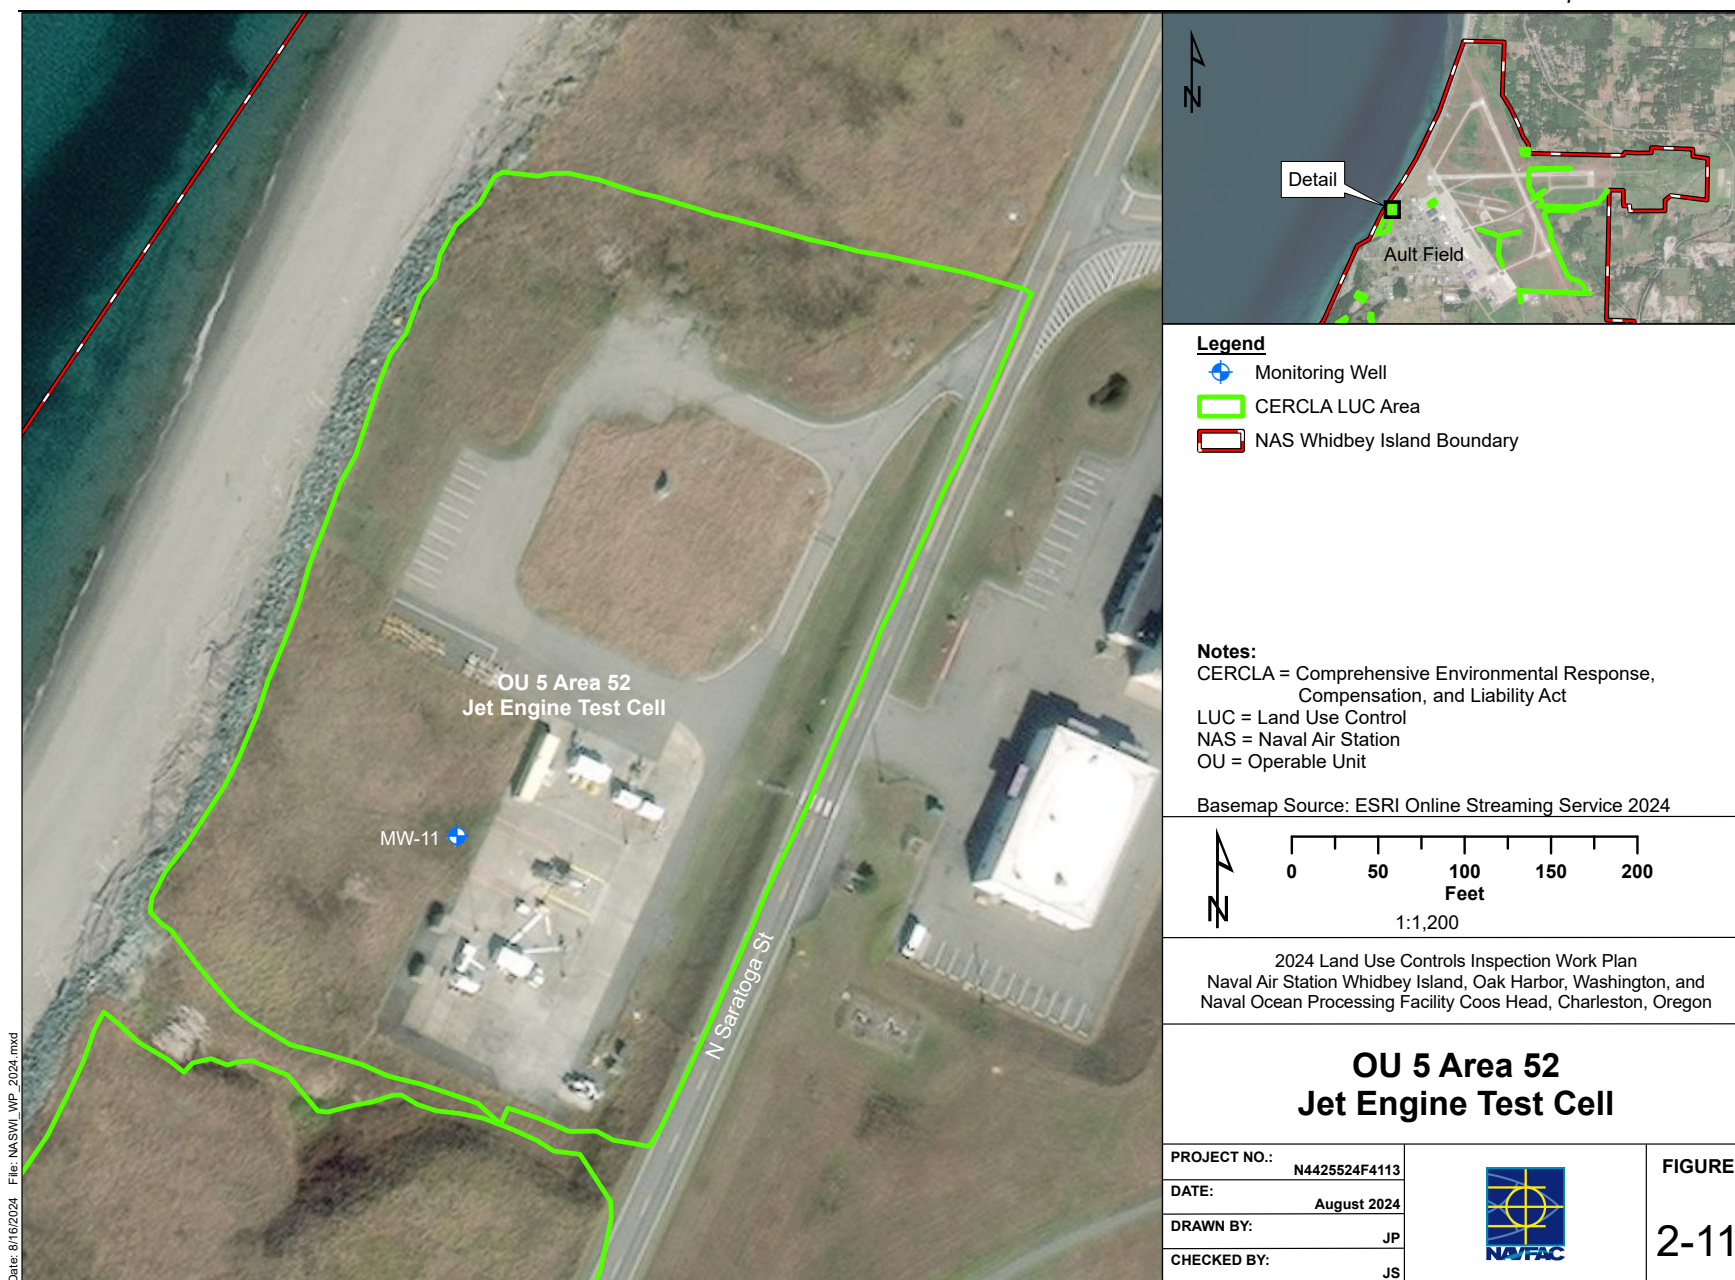 N
Detail
Ault Field
Legend
Monitoring Well
CERCLA LUC Area
NAS Whidbey Island Boundary
OU 5 Area 52
Jet Engine Test Cell
MW-11
N Saratoga St
Notes:
CERCLA = Comprehensive Environmental Response,
Compensation, and Liability Act
LUC = Land Use Control
NAS = Naval Air Station
OU = Operable Unit
Basemap Source: ESRI Online Streaming Service 2024
N
0 50 100 150 200
Feet
1:1,200
2024 Land Use Controls Inspection Work Plan
Naval Air Station Whidbey Island, Oak Harbor, Washington, and
Naval Ocean Processing Facility Coos Head, Charleston, Oregon
OU 5 Area 52
Jet Engine Test Cell
PROJECT NO.:
N4425524F4113
DATE:
August 2024
DRAWN BY:
JP
CHECKED BY:
JS
NAVFAC
FIGURE
2-11
Date: 8/16/2024 File: NASWI_WP_2024.mxd